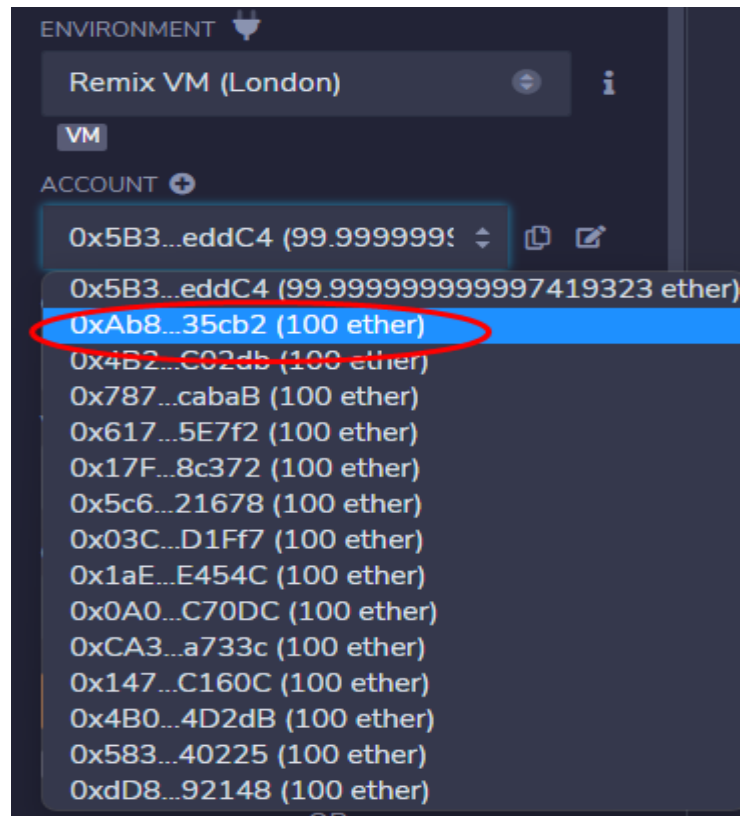 ENVIRONMENT
Remix VM (London)
VM
ACCOUNT
0x5B3...eddC4 (99.9999999
0x5B3...eddC4 (99.999999999997419323 ether)
0xAb8...35cb2 (100 ether)
0x4B2...C02db (100 ether)
0x787...cabaB (100 ether)
0x617...5E7f2 (100 ether)
0x17F...8c372 (100 ether)
0x5c6...21678 (100 ether)
0x03C...D1Ff7 (100 ether)
0x1aE...E454C (100 ether)
0x0A0...C70DC (100 ether)
0xCA3...a733c (100 ether)
0x147...C160C (100 ether)
0x4B0...4D2dB (100 ether)
0x583...40225 (100 ether)
0xdD8...92148 (100 ether)